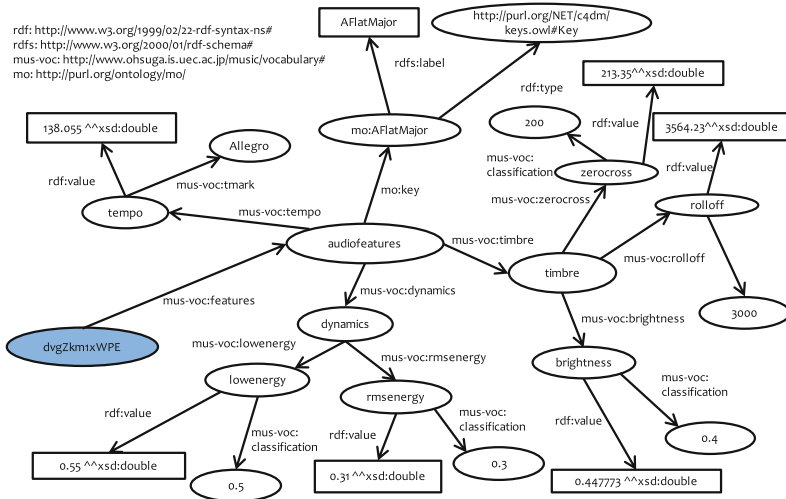 rdf: http://www.w3.org/1999/02/22-rdf-syntax-ns#
rdfs: http://www.w3.org/2000/01/rdf-schema#
mus-voc: http://www.ohsuga.is.uec.ac.jp/music/vocabulary#
mo: http://purl.org/ontology/mo/
AFlatMajor
http://purl.org/NET/c4dm/
keys.owl#Key
rdfs:label
rdf:type
213.35^^xsd:double
138.055 ^^xsd:double
Allegro
mo:AFlatMajor
200
rdf:value
3564.23^^xsd:double
rdf:value
mus-voc:tmark
mus-voc:
classification
zerocross
rdf:value
mo:key
mus-voc:zerocross
rolloff
tempo
mus-voc:tempo
audiofeatures
mus-voc:timbre
mus-voc:rolloff
timbre
mus-voc:features
mus-voc:dynamics
3000
dynamics
mus-voc:brightness
dvgZkm1xWPE
mus-voc:lowenergy
mus-voc:rmsenergy
brightness
lowenergy
rmsenergy
mus-voc:
classification
rdf:value
mus-voc:
classification
rdf:value
mus-voc:
classification
rdf:value
0.4
0.55 ^^xsd:double
0.5
0.31 ^^xsd:double
0.3
0.447773 ^^xsd:double